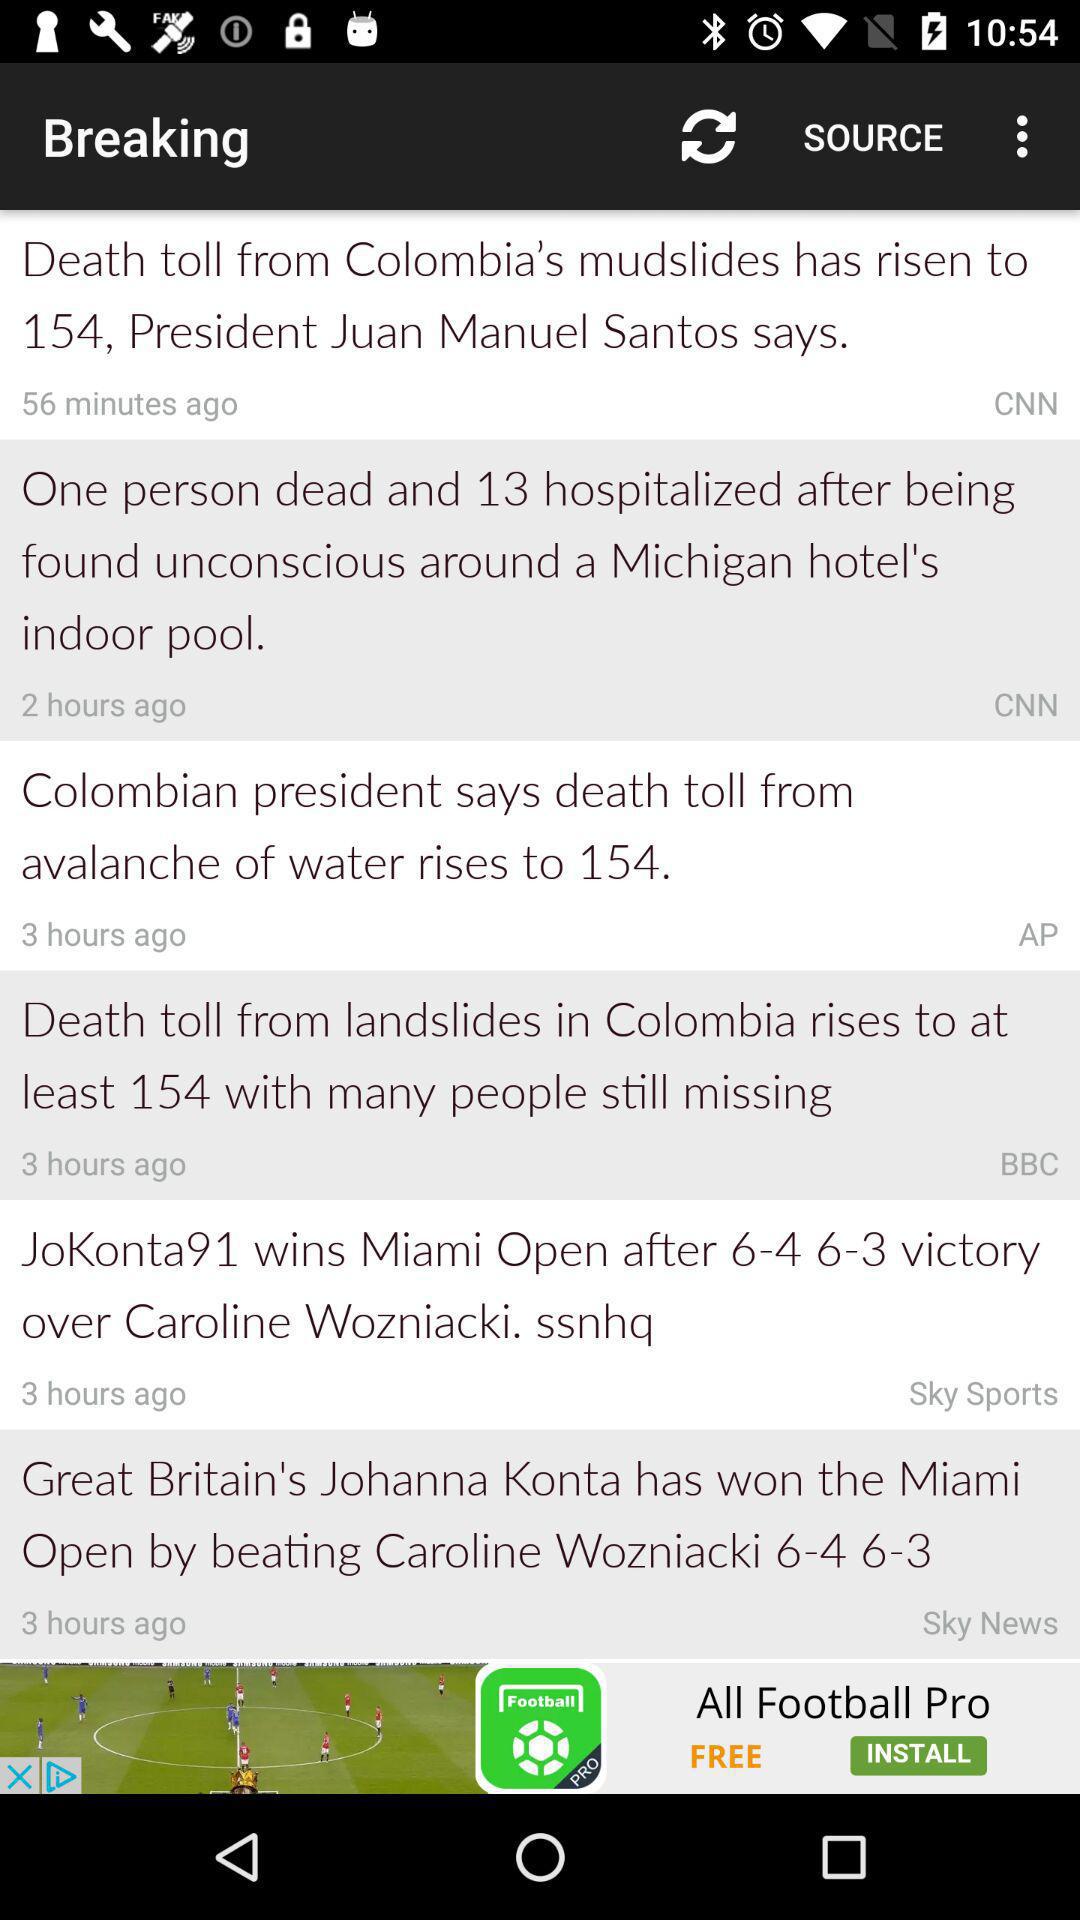 FAKE
10:54
Breaking
SOURCE
Death toll from Colombia’s mudslides has risen to
154, President Juan Manuel Santos says.
56 minutes ago
CNN
One person dead and 13 hospitalized after being
found unconscious around a Michigan hotel's
indoor pool.
2 hours ago
CNN
Colombian president says death toll from
avalanche of water rises to 154.
3 hours ago
AP
Death toll from landslides in Colombia rises to at
least 154 with many people still missing
3 hours ago
BBC
JoKonta91 wins Miami Open after 6-4 6-3 victory
over Caroline Wozniacki. ssnhq
3 hours ago
Sky Sports
Great Britain's Johanna Konta has won the Miami
Open by beating Caroline Wozniacki 6-4 6-3
3 hours ago
Sky News
Football
PRO
All Football Pro
FREE
INSTALL